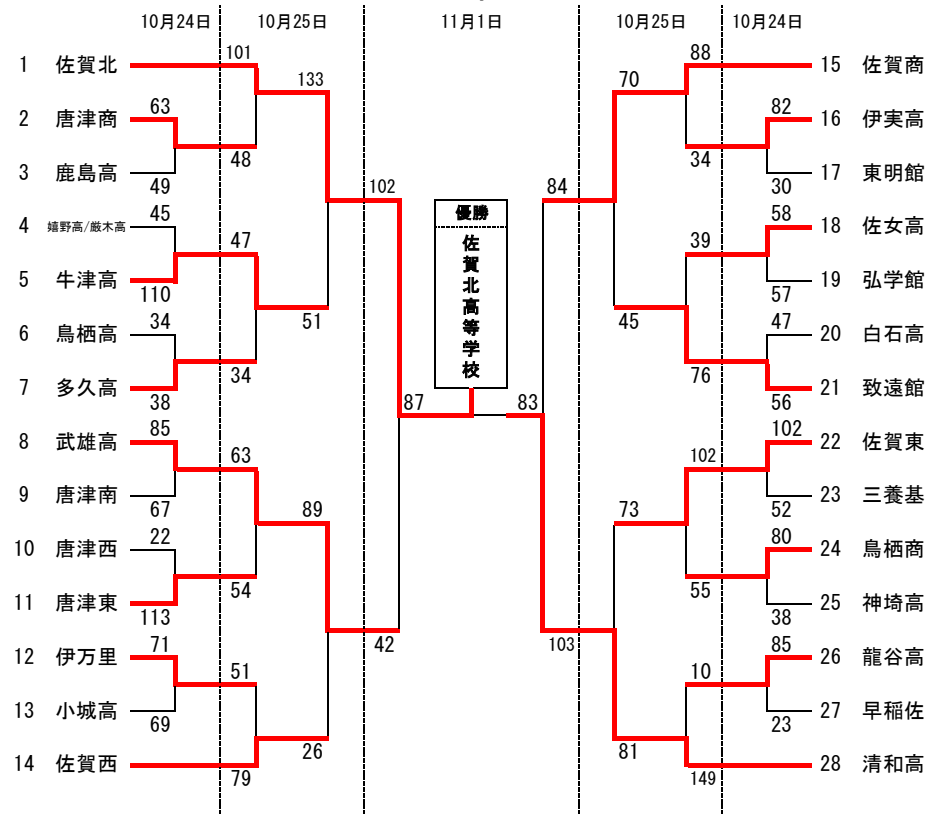 10月24日 10月25日 11月1日 10月25日 10月24日
101 88
1 佐賀北 133 70 15 佐賀商
63 82
2 唐津商 16 伊実高
48 34
3 鹿島高 17 東明館
49 30
45 102 84 58
4 嬉野高/厳木高 優勝 18 佐女高
47 39
佐賀北高等学校
5 牛津高 19 弘学館
110 57
34 51 45 47
6 鳥栖高 20 白石高
34 76
7 多久高 21 致遠館
38 87 83 56
85 102
8 武雄高 22 佐賀東
63 102
9 唐津南 23 三養基
67 89 73 52
22 80
10 唐津西 24 鳥栖商
54 55
11 唐津東 25 神埼高
113 38
71 42 103 85
12 伊万里 26 龍谷高
51 10
13 小城高 27 早稲佐
69 23
26 81
14 佐賀西 28 清和高
79 149